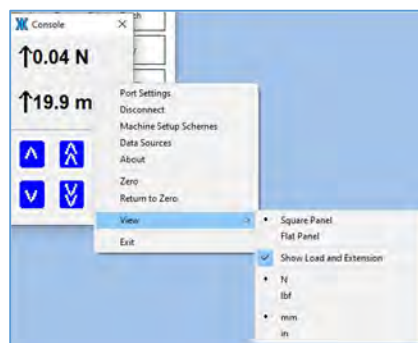 Console
↑0.04 N
↑19.9 m
Port Settings
Disconnect
Machine Setup Schemes
Data Sources
About
Zero
Return to Zero
View
Exit
Square Panel
Flat Panel
Show Load and Extension
N
lbf
mm
in